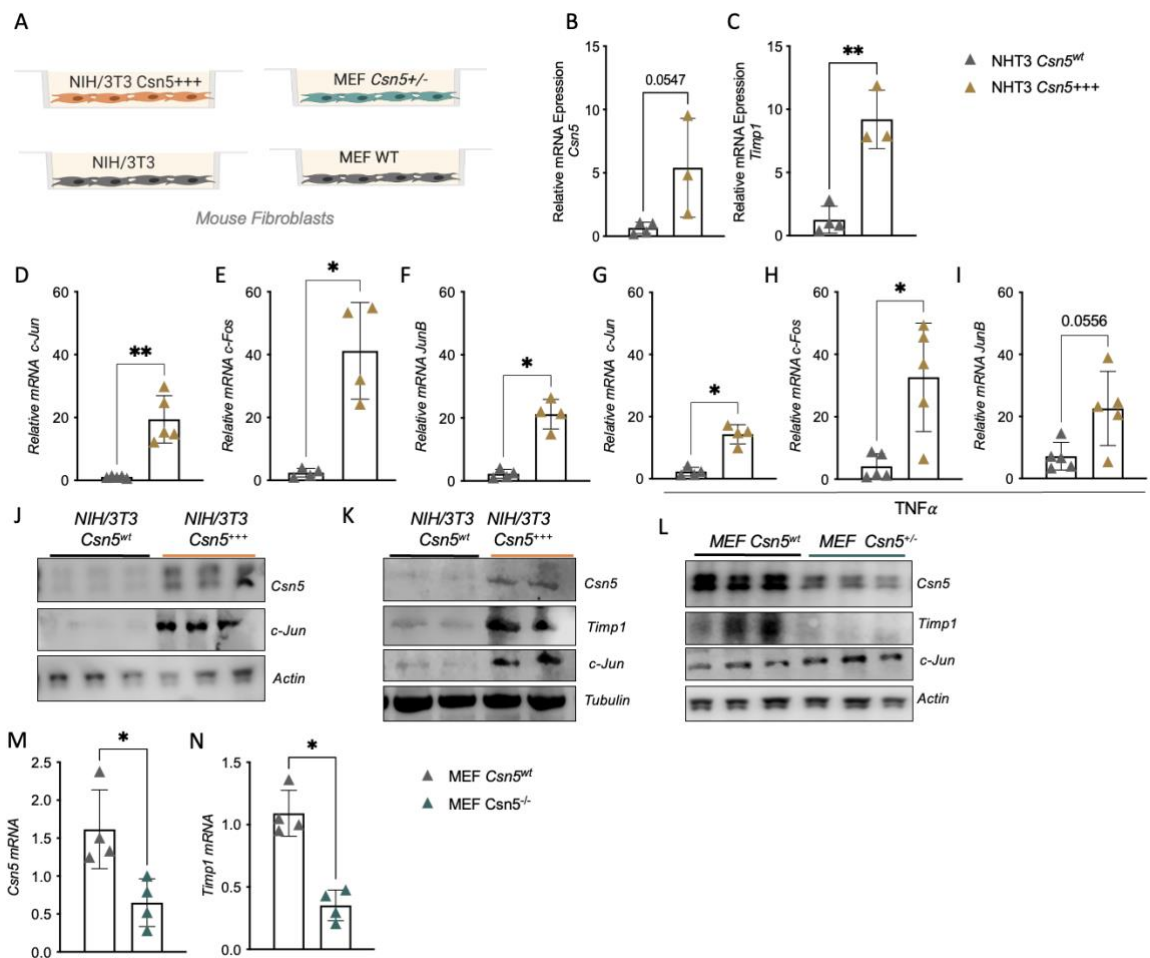 A
NIH/3T3 Csn5+++
MEF Csn5+/-
NIH/3T3
MEF WT
Mouse Fibroblasts
B
15
10
5
0
Relative mRNA Epression
Csn5
0.0547
C
15
10
5
0
Relative mRNA Epression
Timp1
**
NHT3 Csn5wt
NHT3 Csn5+++
D
60
40
20
0
Relative mRNA c-Jun
**
E
60
40
20
0
Relative mRNA c-Fos
*
F
60
40
20
0
Relative mRNA JunB
*
G
60
40
20
0
Relative mRNA c-Jun
*
H
60
40
20
0
Relative mRNA c-Fos
*
I
60
40
20
0
Relative mRNA JunB
0.0556
TNFα
J
NIH/3T3 NIH/3T3
Csn5wt Csn5+++
Csn5
c-Jun
Actin
K
NIH/3T3 NIH/3T3
Csn5wt Csn5+++
Csn5
Timp1
c-Jun
Tubulin
L
MEF Csn5wt MEF Csn5+/-
Csn5
Timp1
c-Jun
Actin
M
2.5
2.0
1.5
1.0
0.5
0.0
Csn5 mRNA
*
N
1.5
1.0
0.5
0.0
Timp1 mRNA
*
MEF Csn5wt
MEF Csn5-/-